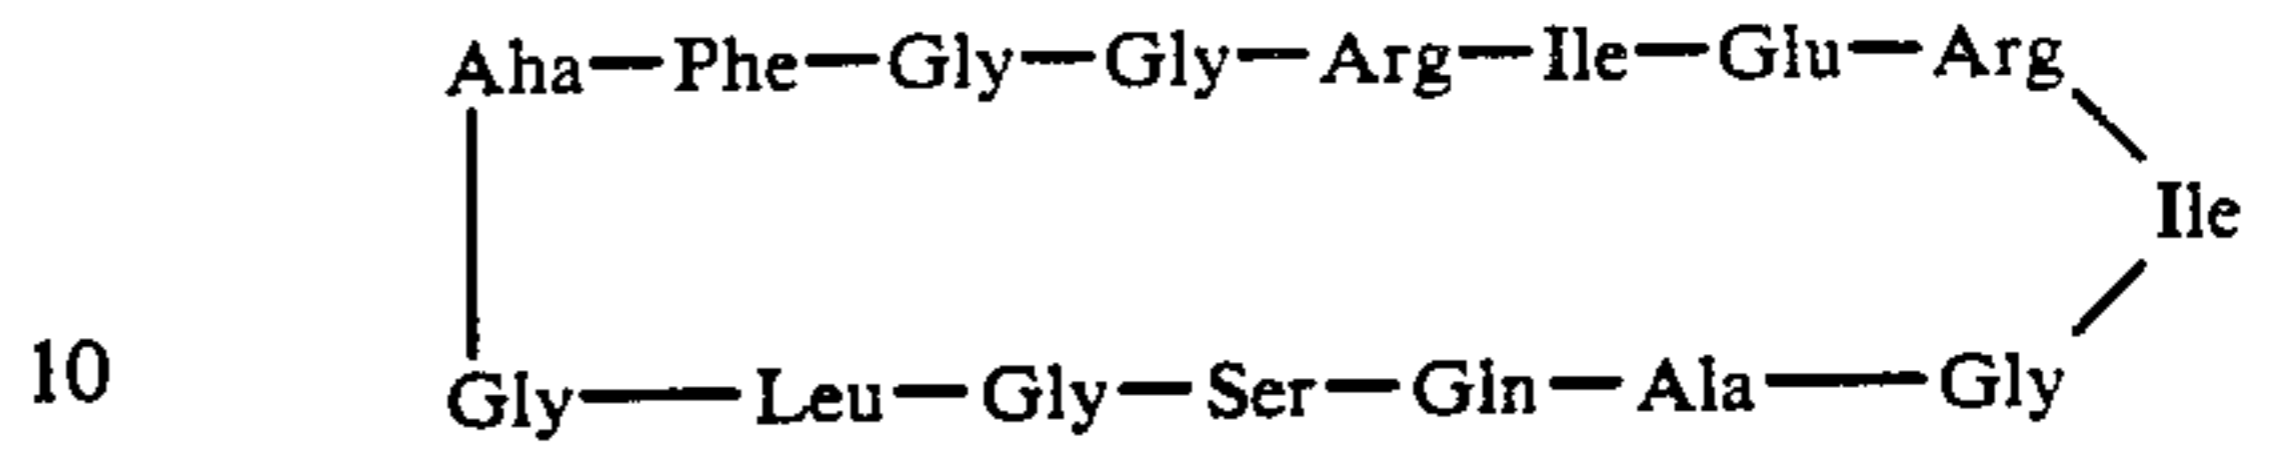 Aha—Phe—Gly—Gly—Arg—Ile—Glu—Arg
Ile
10 Gly—Leu—Gly—Ser—Gln—Ala—Gly